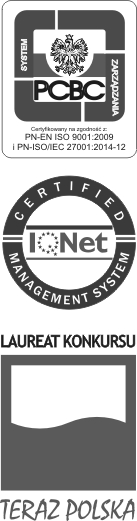 SYSTEM
ZARZĄDZANIA
PCBC
Certyfikowany na zgodność z:
PN-EN ISO 9001:2009
i PN-ISO/IEC 27001:2014-12
CERTIFIED
IQNet
MANAGEMENT SYSTEM
LAUREAT KONKURSU
TERAZ POLSKA